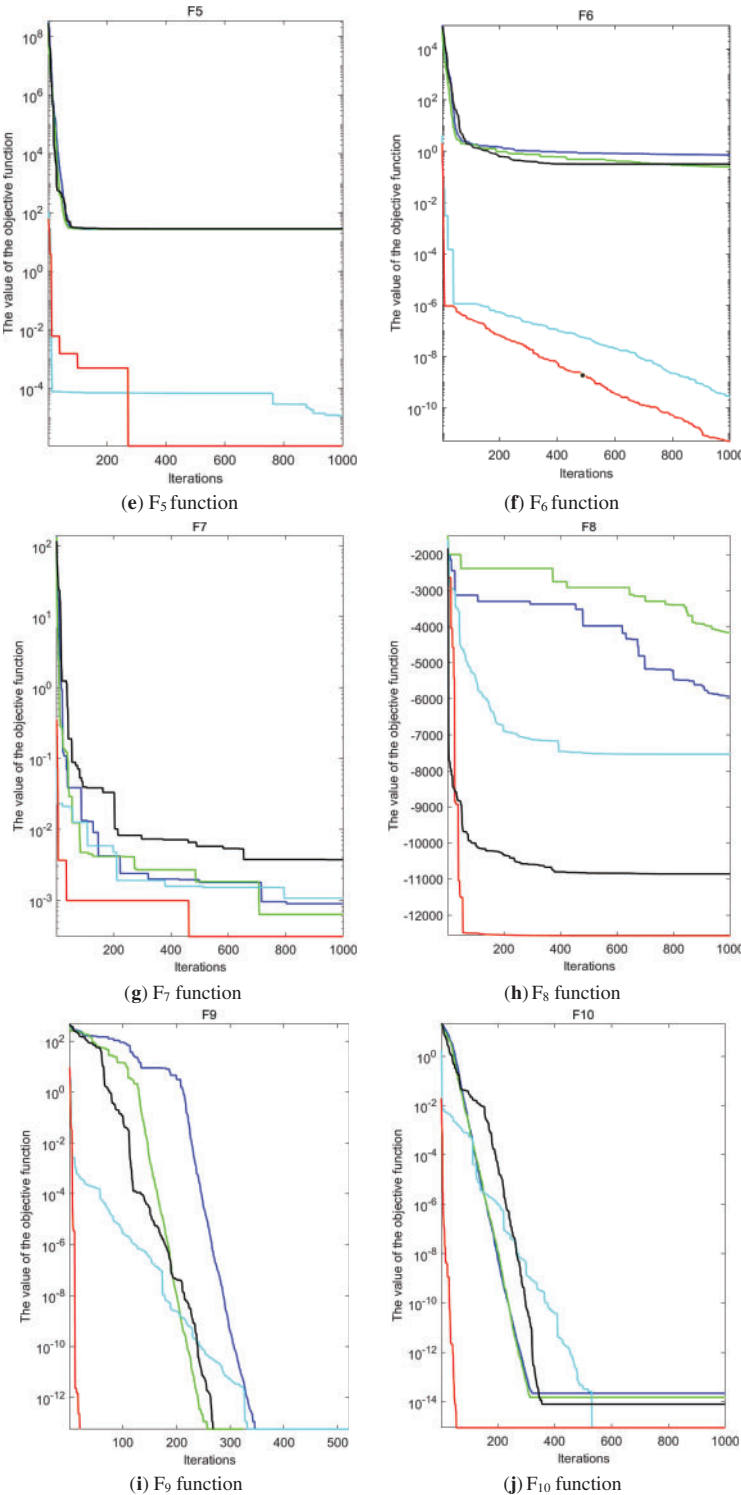 F5
The value of the objective function
10^8
10^6
10^4
10^2
10^0
10^-2
10^-4
200 400 600 800 1000
Iterictions
(e) F5 function
F6
The value of the objective function
10^4
10^2
10^0
10^-2
10^-4
10^-6
10^-8
10^-10
200 400 600 800 1000
Iterictions
(f) F6 function
F7
The value of the objective function
10^2
10^1
10^0
10^-1
10^-2
10^-3
200 400 600 800 1000
Iterictions
(g) F7 function
F8
The value of the objective function
-2000
-3000
-4000
-5000
-6000
-7000
-8000
-9000
-10000
-11000
-12000
200 400 600 800 1000
Iterictions
(h) F8 function
F9
The value of the objective function
10^2
10^0
10^-2
10^-4
10^-6
10^-8
10^-10
10^-12
100 200 300 400 500
Iterictions
(i) F9 function
F10
The value of the objective function
10^0
10^-2
10^-4
10^-6
10^-8
10^-10
10^-12
10^-14
200 400 600 800 1000
Iterictions
(j) F10 function